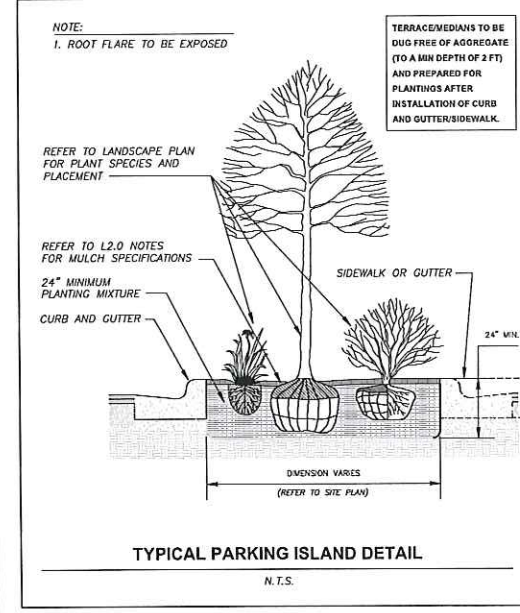 NOTE:
1. ROOT FLARE TO BE EXPOSED
TERRACE/MEDIANS TO BE
DUG FREE OF AGGREGATE
(TO A MIN DEPTH OF 2 FT)
AND PREPARED FOR
PLANTINGS AFTER
INSTALLATION OF CURB
AND GUTTER/SIDEWALK.
REFER TO LANDSCAPE PLAN
FOR PLANT SPECIES AND
PLACEMENT
REFER TO L2.0 NOTES
FOR MULCH SPECIFICATIONS
24" MINIMUM
PLANTING MIXTURE
CURB AND GUTTER
SIDEWALK OR GUTTER
24" MIN.
DIMENSION VARIES
(REFER TO SITE PLAN)
TYPICAL PARKING ISLAND DETAIL
N.T.S.